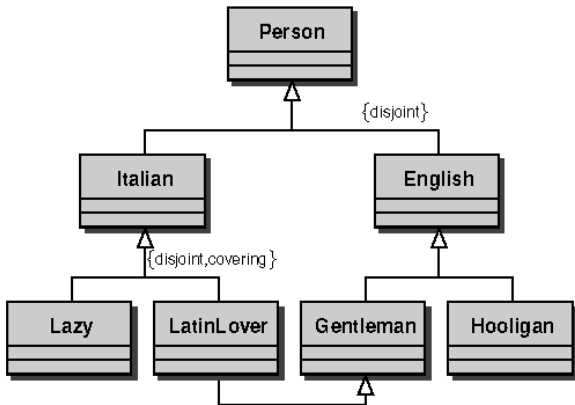 Person
{disjoint}
Italian
English
{disjoint,covering}
Lazy
LatinLover
Gentleman
Hooligan